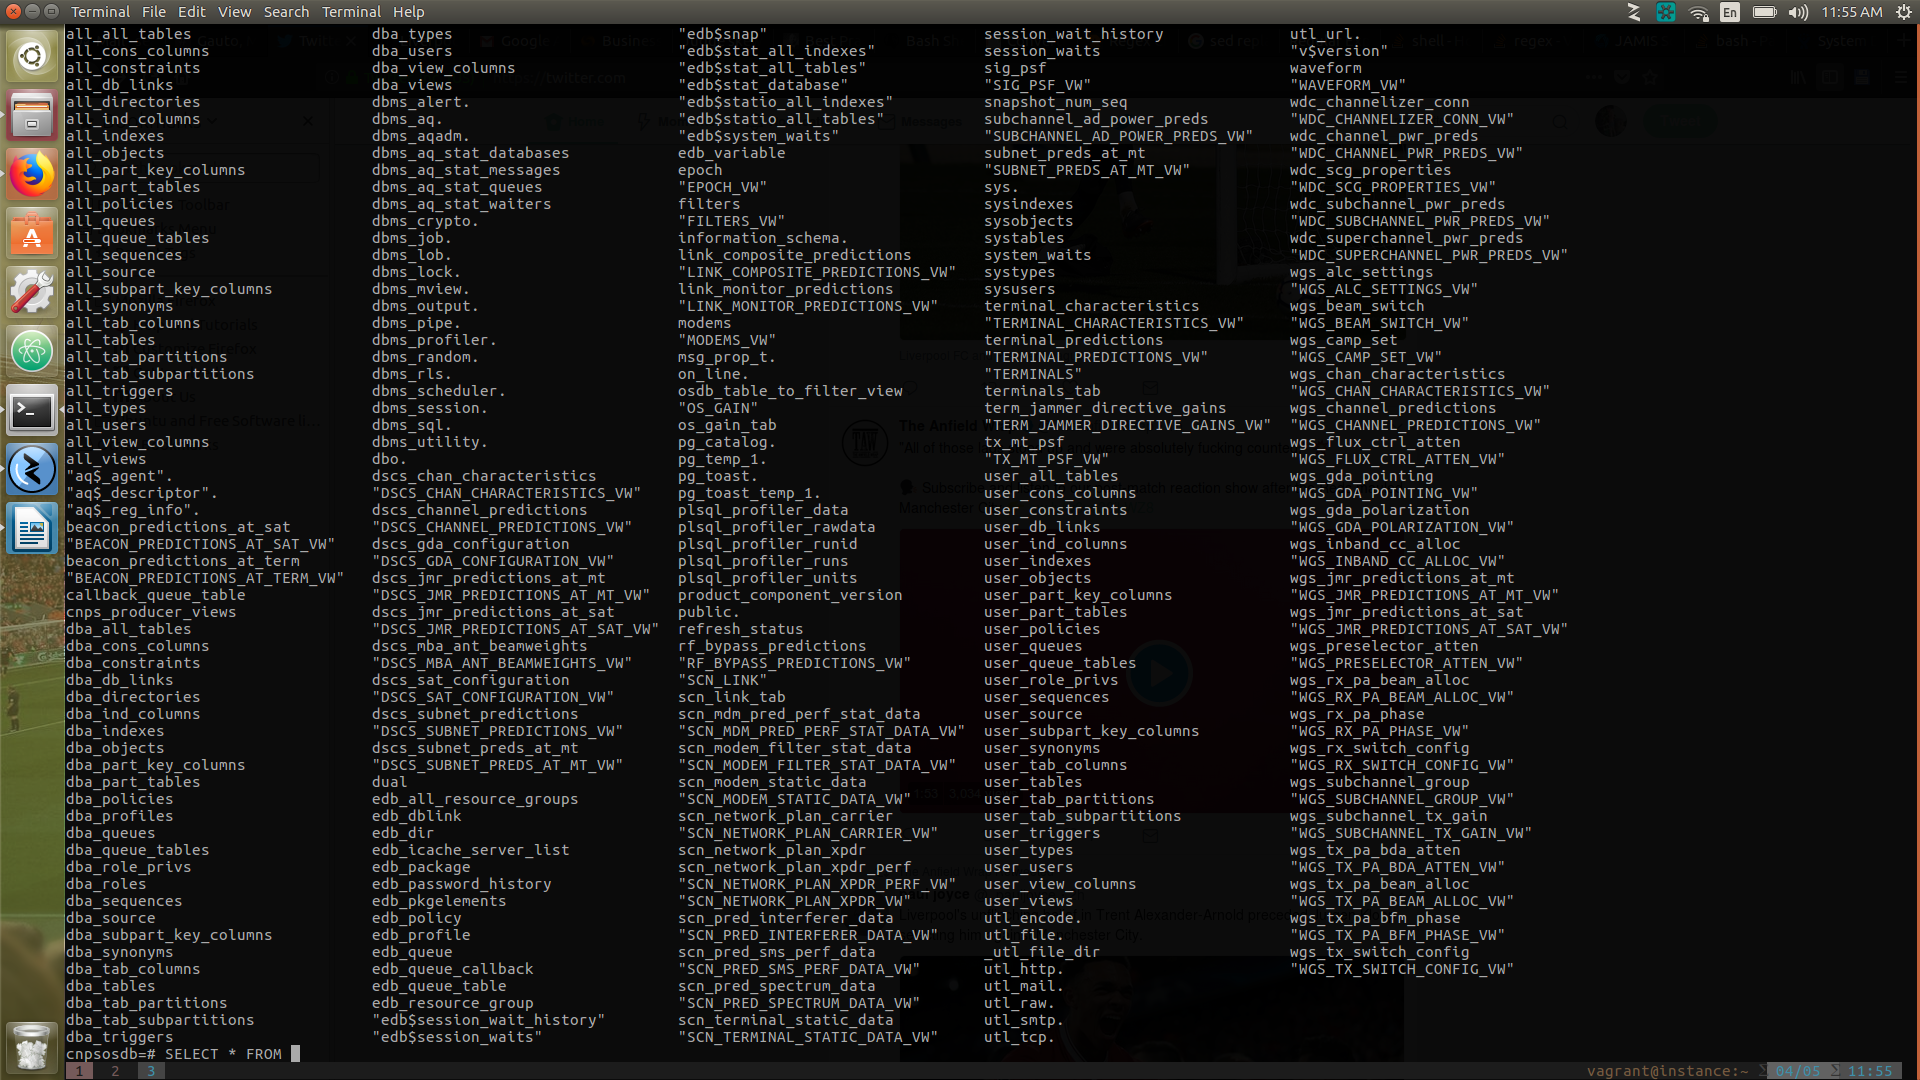 Terminal File Edit View Search Terminal Help
En 11:55 AM
all_all_tables dba_types "edb$snap" session_wait_history utl_url.
all_cons_columns dba_users "edb$stat_all_indexes" session_waits "v$version"
all_constraints dba_view_columns "edb$stat_all_tables" sig_psf waveform
all_db_links dba_views "edb$stat_database" "SIG_PSF_VW" "WAVEFORM_VW"
all_directories dbms_alert. "edb$statio_all_indexes" snapshot_num_seq wdc_channelizer_conn
all_ind_columns dbms_aq. "edb$statio_all_tables" subchannel_ad_power_preds "WDC_CHANNELIZER_CONN_VW"
all_indexes dbms_aqadm. "edb$system_waits" "SUBCHANNEL_AD_POWER_PREDS_VW" wdc_channel_pwr_preds
all_objects dbms_aq_stat_databases edb_variable subnet_preds_at_mt "WDC_CHANNEL_PWR_PREDS_VW"
all_part_key_columns dbms_aq_stat_messages epoch "SUBNET_PREDS_AT_MT_VW" wdc_scg_properties
all_part_tables dbms_aq_stat_queues "EPOCH_VW" sys. "WDC_SCG_PROPERTIES_VW"
all_policies dbms_aq_stat_waiters filters sysindexes wdc_subchannel_pwr_preds
all_queues dbms_crypto. "FILTERS_VW" sysobjects "WDC_SUBCHANNEL_PWR_PREDS_VW"
all_queue_tables dbms_job. information_schema. systables wdc_superchannel_pwr_preds
all_sequences dbms_lob. link_composite_predictions system_waits "WDC_SUPERCHANNEL_PWR_PREDS_VW"
all_source dbms_lock. "LINK_COMPOSITE_PREDICTIONS_VW" systypes wgs_alc_settings
all_subpart_key_columns dbms_mview. link_monitor_predictions sysusers "WGS_ALC_SETTINGS_VW"
all_synonyms dbms_output. "LINK_MONITOR_PREDICTIONS_VW" terminal_characteristics wgs_beam_switch
all_tab_columns dbms_pipe. modems "TERMINAL_CHARACTERISTICS_VW" "WGS_BEAM_SWITCH_VW"
all_tables dbms_profiler. "MODEMS_VW" terminal_predictions wgs_camp_set
all_tab_partitions dbms_random. msg_prop_t. "TERMINAL_PREDICTIONS_VW" "WGS_CAMP_SET_VW"
all_tab_subpartitions dbms_rls. on_line. "TERMINALS" wgs_chan_characteristics
all_triggers dbms_scheduler. osdb_table_to_filter_view terminals_tab "WGS_CHAN_CHARACTERISTICS_VW"
all_types dbms_session. "OS_GAIN" term_jammer_directive_gains wgs_channel_predictions
all_users dbms_sql. os_gain_tab "TERM_JAMMER_DIRECTIVE_GAINS_VW" "WGS_CHANNEL_PREDICTIONS_VW"
all_view_columns dbms_utility. pg_catalog. tx_mt_psf wgs_flux_ctrl_atten
all_views dbo. pg_temp_1. "TX_MT_PSF_VW" "WGS_FLUX_CTRL_ATTEN_VW"
"aq$_agent". dscs_chan_characteristics pg_toast. user_all_tables wgs_gda_pointing
"aq$_descriptor". "DSCS_CHAN_CHARACTERISTICS_VW" pg_toast_temp_1. user_cons_columns "WGS_GDA_POINTING_VW"
"aq$_reg_info". dscs_channel_predictions plsql_profiler_data user_constraints wgs_gda_polarization
beacon_predictions_at_sat "DSCS_CHANNEL_PREDICTIONS_VW" plsql_profiler_rawdata user_db_links "WGS_GDA_POLARIZATION_VW"
"BEACON_PREDICTIONS_AT_SAT_VW" dscs_gda_configuration plsql_profiler_runid user_ind_columns wgs_inband_cc_alloc
beacon_predictions_at_term "DSCS_GDA_CONFIGURATION_VW" plsql_profiler_runs user_indexes "WGS_INBAND_CC_ALLOC_VW"
"BEACON_PREDICTIONS_AT_TERM_VW" dscs_jmr_predictions_at_mt plsql_profiler_units user_objects wgs_jmr_predictions_at_mt
callback_queue_table "DSCS_JMR_PREDICTIONS_AT_MT_VW" product_component_version user_part_key_columns "WGS_JMR_PREDICTIONS_AT_MT_VW"
cnps_producer_views dscs_jmr_predictions_at_sat public. user_part_tables wgs_jmr_predictions_at_sat
dba_all_tables "DSCS_JMR_PREDICTIONS_AT_SAT_VW" refresh_status user_policies "WGS_JMR_PREDICTIONS_AT_SAT_VW"
dba_cons_columns dscs_mba_ant_beamweights rf_bypass_predictions user_queues wgs_preselector_atten
dba_constraints "DSCS_MBA_ANT_BEAMWEIGHTS_VW" "RF_BYPASS_PREDICTIONS_VW" user_queue_tables "WGS_PRESELECTOR_ATTEN_VW"
dba_db_links dscs_sat_configuration "SCN_LINK" user_role_privs wgs_rx_pa_beam_alloc
dba_directories "DSCS_SAT_CONFIGURATION_VW" scn_link_tab user_sequences "WGS_RX_PA_BEAM_ALLOC_VW"
dba_ind_columns dscs_subnet_predictions scn_mdm_pred_perf_stat_data user_source wgs_rx_pa_phase
dba_indexes "DSCS_SUBNET_PREDICTIONS_VW" "SCN_MDM_PRED_PERF_STAT_DATA_VW" user_subpart_key_columns "WGS_RX_PA_PHASE_VW"
dba_objects dscs_subnet_preds_at_mt scn_modem_filter_stat_data user_synonyms wgs_rx_switch_config
dba_part_key_columns "DSCS_SUBNET_PREDS_AT_MT_VW" "SCN_MODEM_FILTER_STAT_DATA_VW" user_tab_columns "WGS_RX_SWITCH_CONFIG_VW"
dba_part_tables dual scn_modem_static_data user_tables wgs_subchannel_group
dba_policies edb_all_resource_groups "SCN_MODEM_STATIC_DATA_VW" user_tab_partitions "WGS_SUBCHANNEL_GROUP_VW"
dba_profiles edb_dblink scn_network_plan_carrier user_tab_subpartitions wgs_subchannel_tx_gain
dba_queues edb_dir "SCN_NETWORK_PLAN_CARRIER_VW" user_triggers "WGS_SUBCHANNEL_TX_GAIN_VW"
dba_queue_tables edb_icache_server_list scn_network_plan_xpdr user_types wgs_tx_pa_bda_atten
dba_role_privs edb_package scn_network_plan_xpdr_perf user_users "WGS_TX_PA_BDA_ATTEN_VW"
dba_roles edb_password_history "SCN_NETWORK_PLAN_XPDR_PERF_VW" user_view_columns wgs_tx_pa_beam_alloc
dba_sequences edb_pkgelements "SCN_NETWORK_PLAN_XPDR_VW" user_views "WGS_TX_PA_BEAM_ALLOC_VW"
dba_source edb_policy scn_pred_interferer_data utl_encode. wgs_tx_pa_bfm_phase
dba_subpart_key_columns edb_profile "SCN_PRED_INTERFERER_DATA_VW" utl_file. "WGS_TX_PA_BFM_PHASE_VW"
dba_synonyms edb_queue scn_pred_sms_perf_data _utl_file_dir wgs_tx_switch_config
dba_tab_columns edb_queue_callback "SCN_PRED_SMS_PERF_DATA_VW" utl_http. "WGS_TX_SWITCH_CONFIG_VW"
dba_tables edb_queue_table scn_pred_spectrum_data utl_mail.
dba_tab_partitions edb_resource_group "SCN_PRED_SPECTRUM_DATA_VW" utl_raw.
dba_tab_subpartitions "edb$session_wait_history" scn_terminal_static_data utl_smtp.
dba_triggers "edb$session_waits" "SCN_TERMINAL_STATIC_DATA_VW" utl_tcp.
cnpsosdb=# SELECT * FROM
1 2 3 vagrant@instance:~ 04/05 11:55